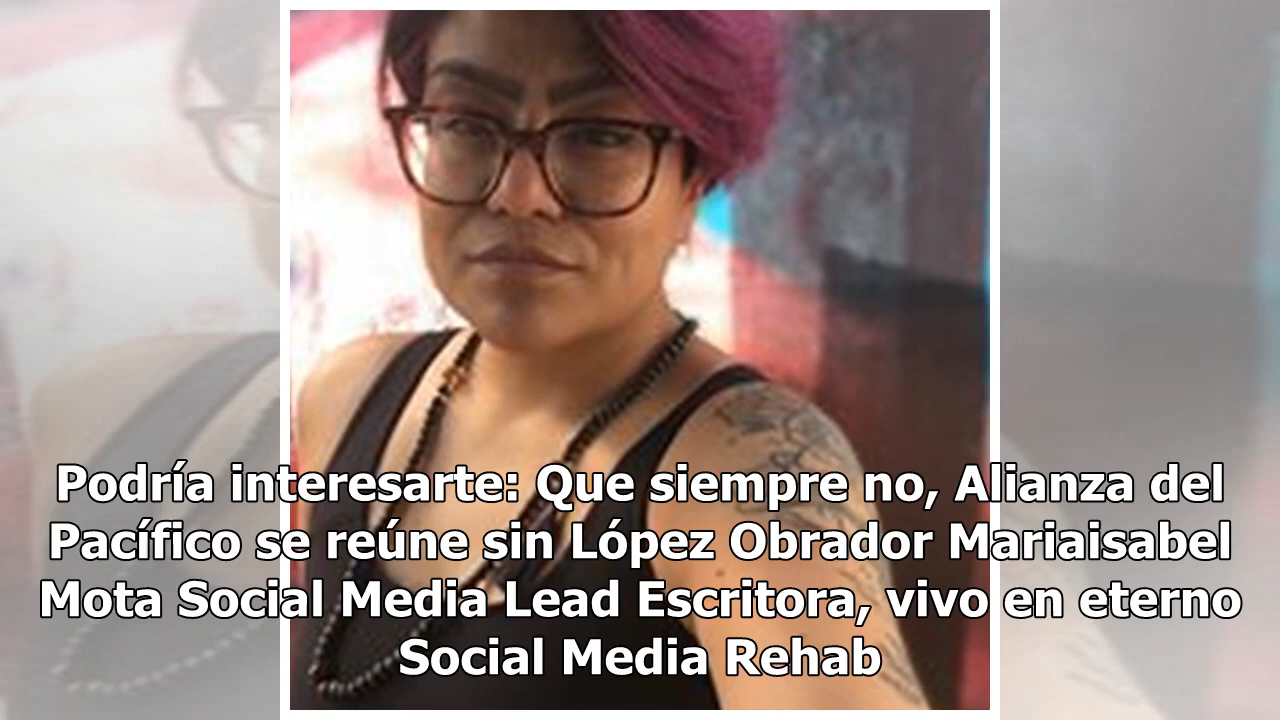 Podría interesarte: Que siempre no, Alianza del
Pacífico se reúne sin López Obrador Mariaisabel
Mota Social Media Lead Escritora, vivo en eterno
Social Media Rehab